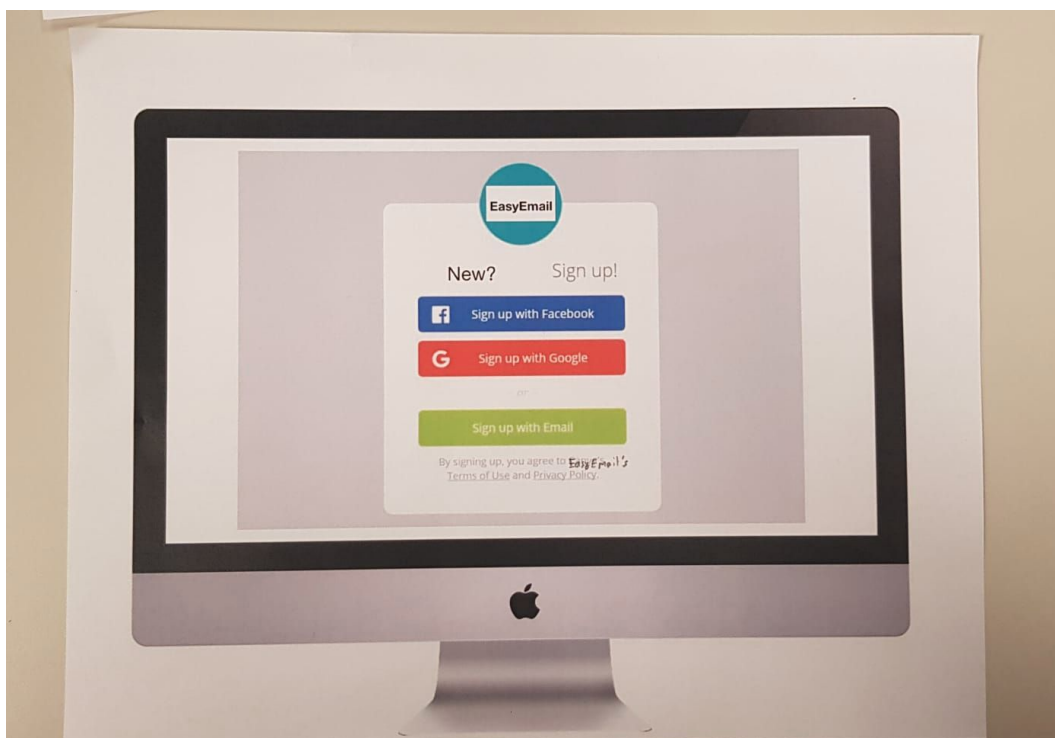 EasyEmail
New? Sign up!
Sign up with Facebook
G Sign up with Google
or
Sign up with Email
By signing up, you agree to EasyEmail's
Terms of Use and Privacy Policy.